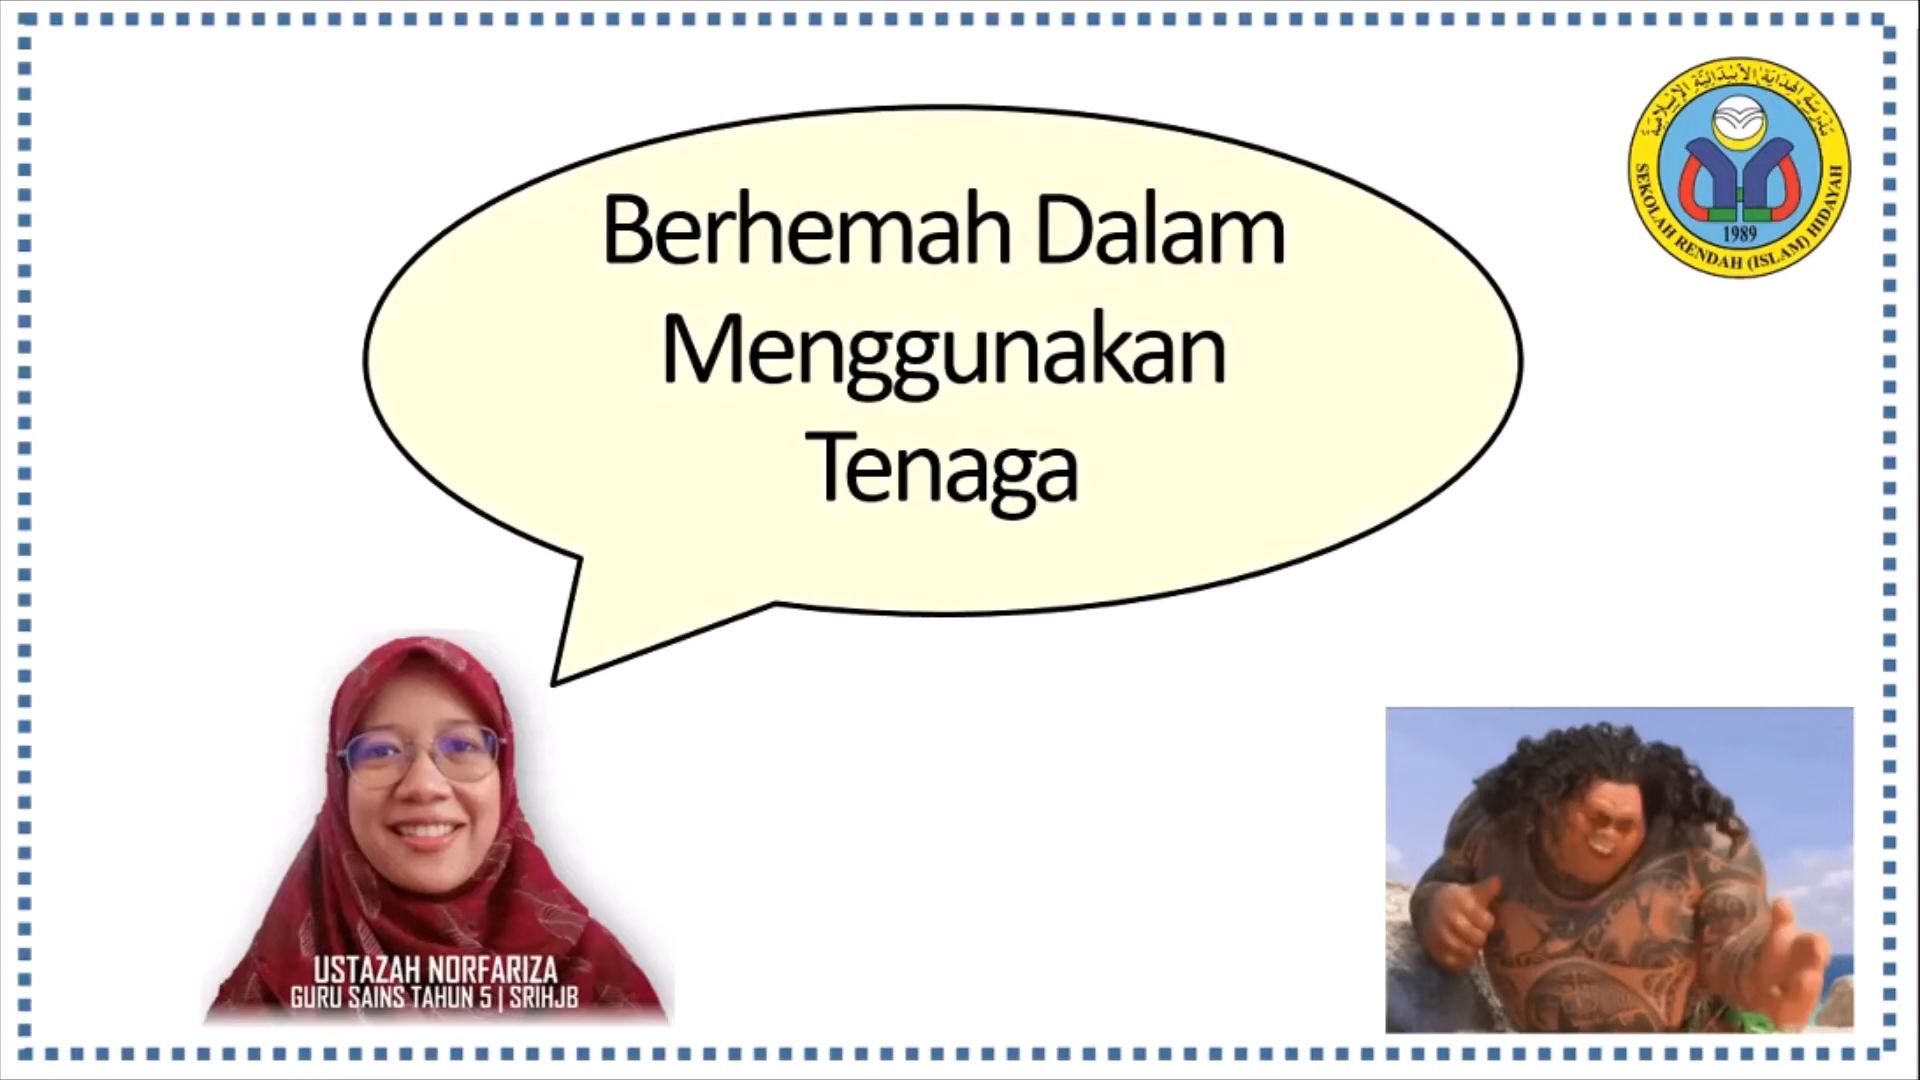 Berhemah Dalam
Menggunakan
Tenaga
SEKOLAH RENDAH (ISLAM) HIDAYAH
1989
USTAZAH NORFARIZA
GURU SAINS TAHUN 5 | SRIHJB